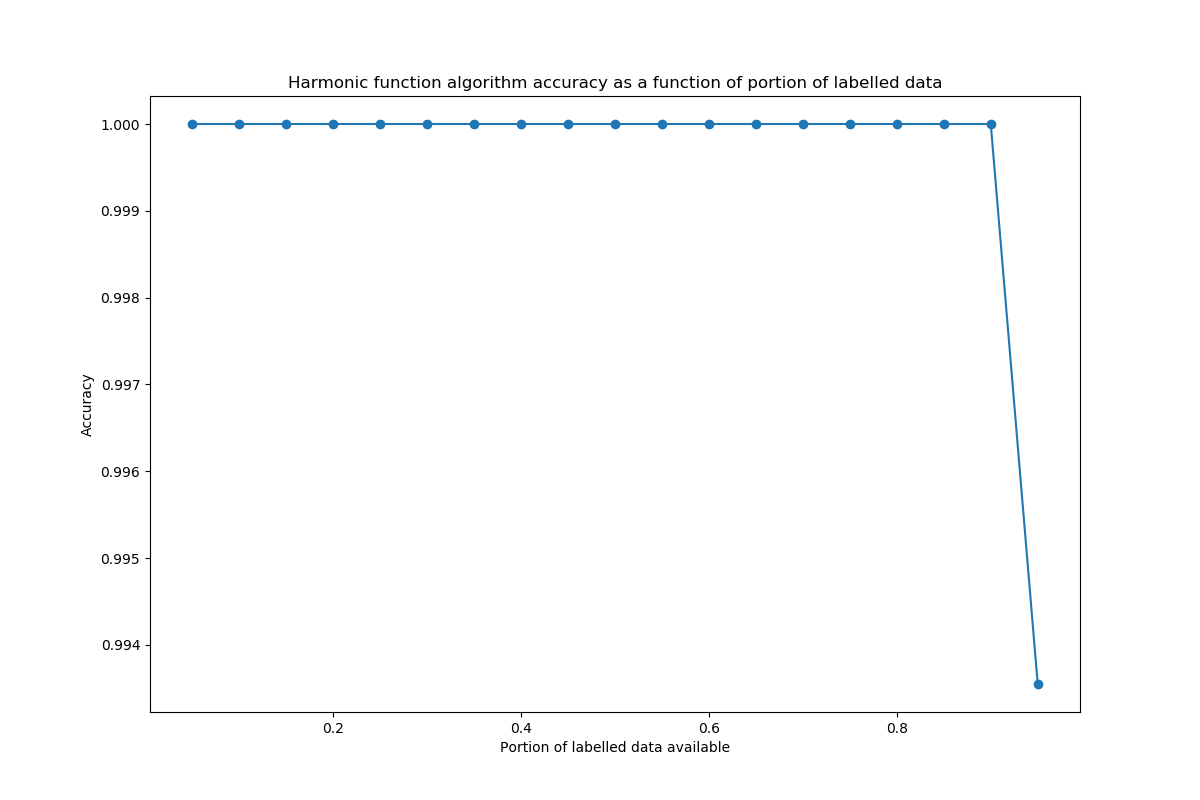 Harmonic function algorithm accuracy as a function of portion of labelled data
1.000
0.999
0.998
0.997
0.996
0.995
0.994
Accuracy
0.2 0.4 0.6 0.8
Portion of labelled data available